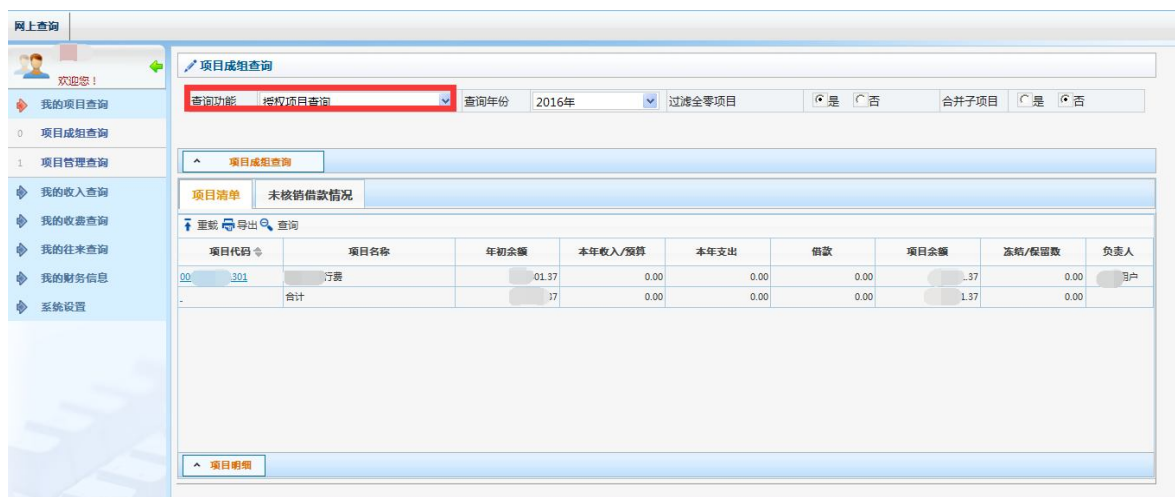 网上查询
欢迎您！
我的项目查询
0 项目成组查询
1 项目管理查询
我的收入查询
我的收费查询
我的往来查询
我的财务信息
系统设置
项目成组查询
查询功能 授权项目查询 查询年份 2016年 过滤全零项目 是 否 合并子项目 是 否
项目成组查询
项目清单 未核销借款情况
重载 导出 查询
项目代码 项目名称 年初余额 本年收入/预算 本年支出 借款 项目余额 冻结/保留数 负责人
00 301 行费 01.37 0.00 0.00 0.00 .37 0.00 用户
- 合计 37 0.00 0.00 0.00 1.37 0.00
项目明细